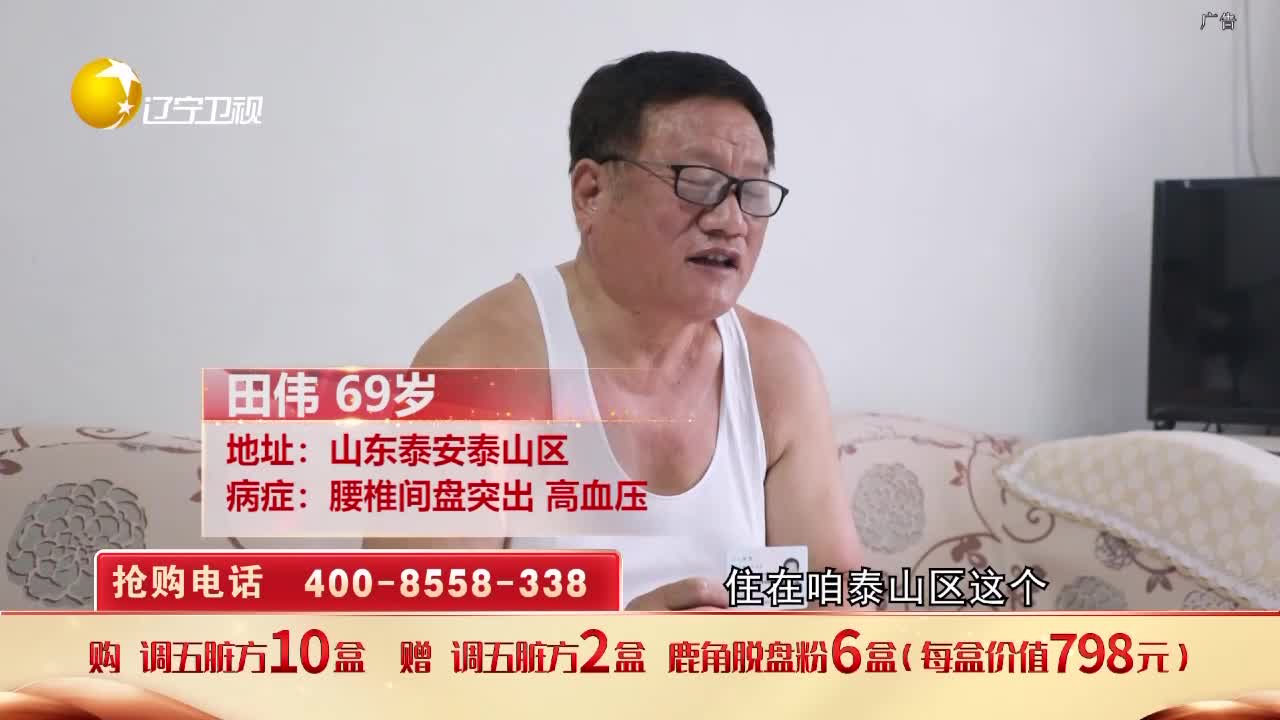 广告
辽宁卫视
田伟 69岁
地址：山东泰安泰山区
病症：腰椎间盘突出 高血压
抢购电话 400-8558-338
住在咱泰山区这个
购 调五脏方10盒 赠 调五脏方2盒 鹿角脱盘粉6盒（每盒价值798元）